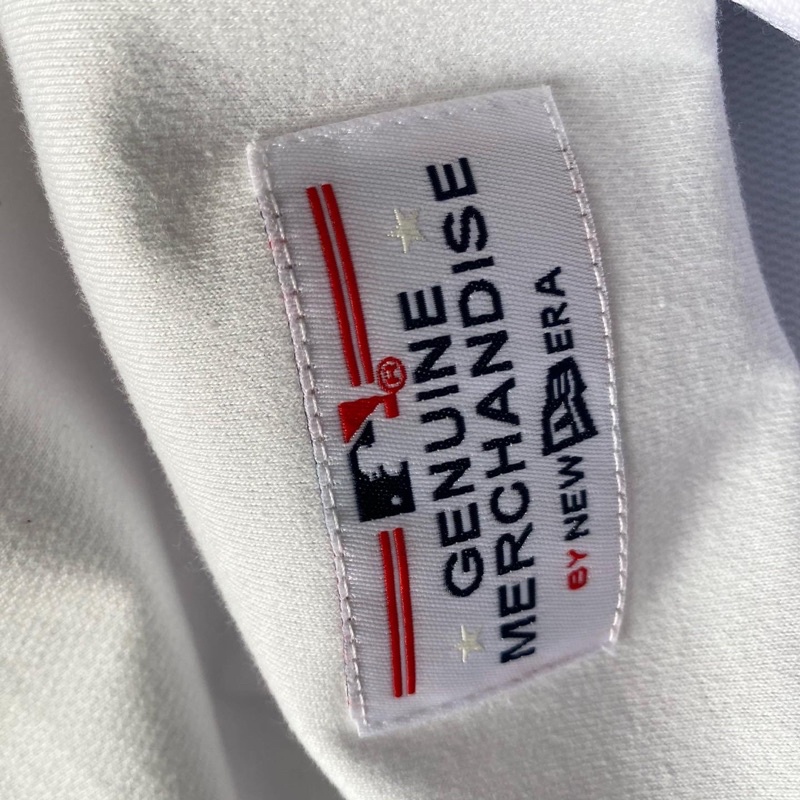 ®
GENUINE
MERCHANDISE
BY NEW ERA